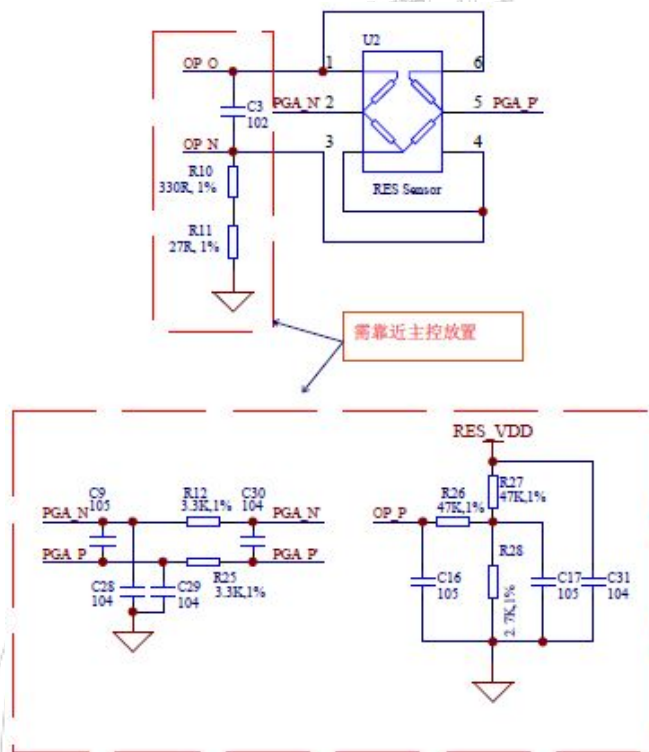 U2
OP_O
1
6
C3
102
PGA_N' 2
5 PGA_P'
OP_N
3
4
R10
330R, 1%
RES Sensor
R11
27R, 1%
需靠近主控放置
RES_VDD
C9
105
R12
3.3K,1%
C30
104
R26
47K,1%
R27
47K,1%
PGA_N
PGA_N'
OP_P
PGA_P
PGA_P'
R28
2.7K,1%
C28
104
C29
104
R25
3.3K,1%
C16
105
C17
105
C31
104